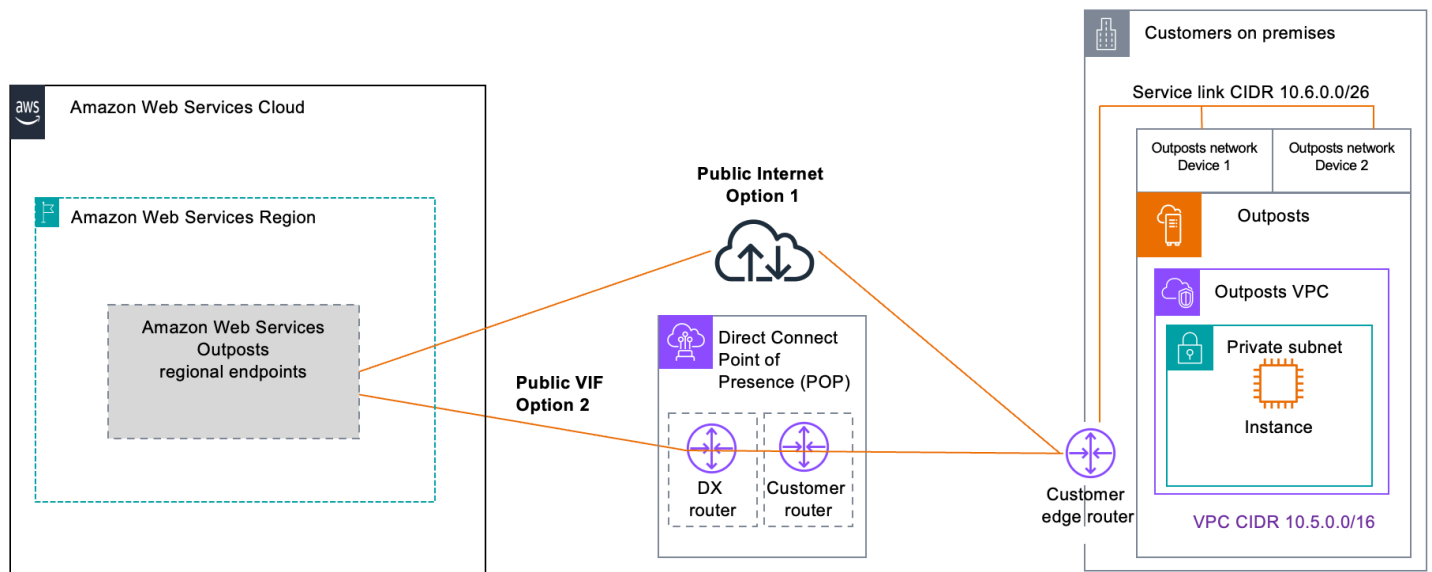 Customers on premises
Service link CIDR 10.6.0.0/26
aws
Amazon Web Services Cloud
Outposts network
Device 1
Outposts network
Device 2
Public Internet
Option 1
Amazon Web Services Region
Outposts
Outposts VPC
Amazon Web Services
Outposts
regional endpoints
Direct Connect
Point of
Presence (POP)
Private subnet
Instance
Public VIF
Option 2
DX
router
Customer
router
Customer
edge router
VPC CIDR 10.5.0.0/16